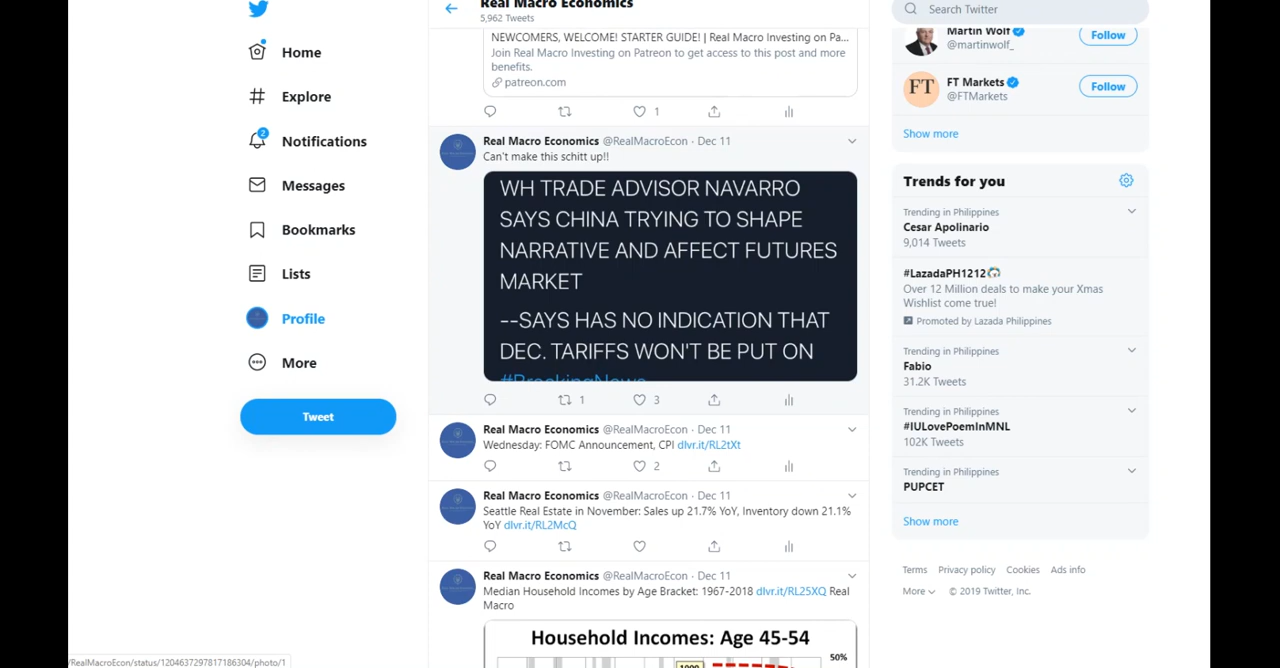 Home
Explore
2
Notifications
Messages
Bookmarks
Lists
Profile
More
Tweet
Real Macro Economics
5,962 Tweets
NEWCOMERS, WELCOME! STARTER GUIDE! | Real Macro Investing on Pa...
Join Real Macro Investing on Patreon to get access to this post and more
benefits.
patreon.com
1
Real Macro Economics @RealMacroEcon · Dec 11
Can't make this schitt up!!
WH TRADE ADVISOR NAVARRO
SAYS CHINA TRYING TO SHAPE
NARRATIVE AND AFFECT FUTURES
MARKET
--SAYS HAS NO INDICATION THAT
DEC. TARIFFS WON'T BE PUT ON
#BreakingNews
1 3
Real Macro Economics @RealMacroEcon · Dec 11
Wednesday: FOMC Announcement, CPI dlvr.it/RL2tXt
2
Real Macro Economics @RealMacroEcon · Dec 11
Seattle Real Estate in November: Sales up 21.7% YoY, Inventory down 21.1%
YoY dlvr.it/RL2McQ
Real Macro Economics @RealMacroEcon · Dec 11
Median Household Incomes by Age Bracket: 1967-2018 dlvr.it/RL25XQ Real
Macro
Household Incomes: Age 45-54
50%
Search Twitter
Martin Wolf
@martinwolf_
Follow
FT
FT Markets
@FTMarkets
Follow
Show more
Trends for you
Trending in Philippines
Cesar Apolinario
9,014 Tweets
#LazadaPH1212
Over 12 Million deals to make your Xmas
Wishlist come true!
Promoted by Lazada Philippines
Trending in Philippines
Fabio
31.2K Tweets
Trending in Philippines
#IULovePoemInMNL
102K Tweets
Trending in Philippines
PUPCET
Show more
Terms Privacy policy Cookies Ads info
More © 2019 Twitter, Inc.
/RealMacroEcon/status/1204637297817186304/photo/1